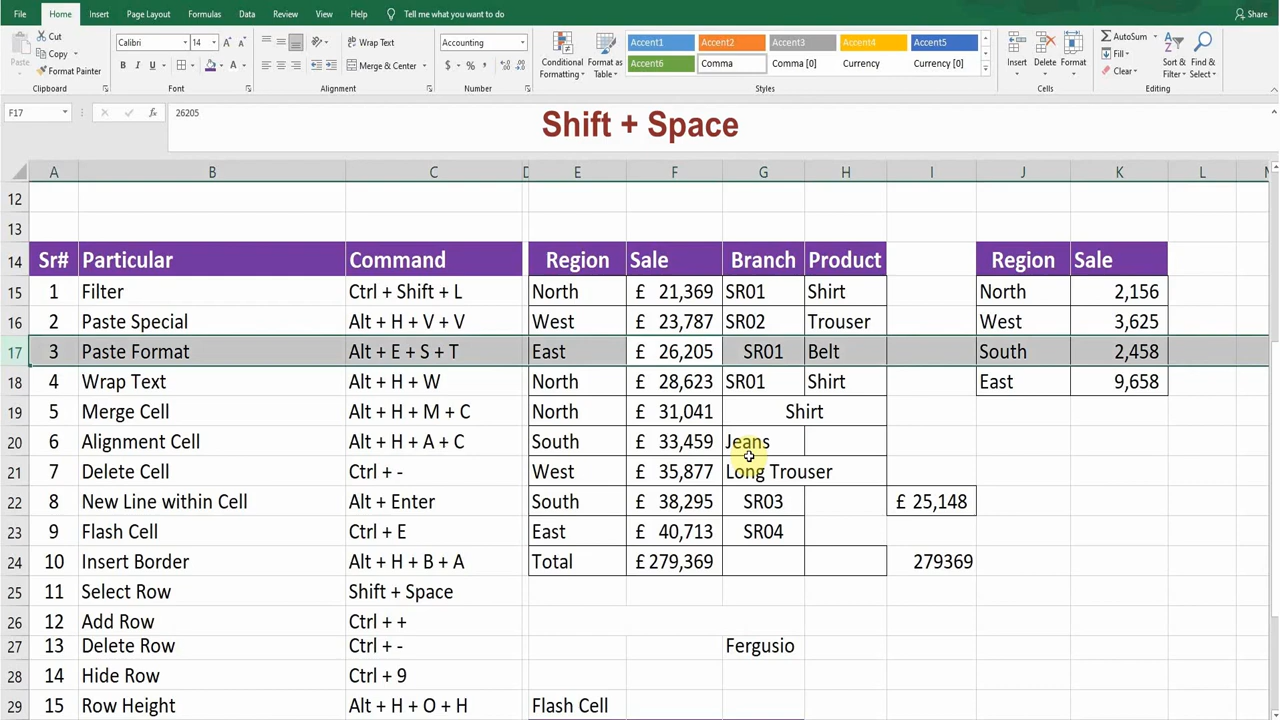 File Home Insert Page Layout Formulas Data Review View Help Tell me what you want to do Share
Cut Calibri 14 Wrap Text Accounting Accent1 Accent2 Accent3 Accent4 Accent5 AutoSum
Copy Fill
Paste Format Painter B I U A Merge & Center $ % Conditional Formatting Format as Table Accent6 Comma Comma [0] Currency Currency [0] Insert Delete Format Clear Sort & Filter Find & Select
Clipboard Font Alignment Number Styles Cells Editing
F17 fx 26205
Shift + Space
A B C D E F G H I J K L M
12
13
14 Sr# Particular Command Region Sale Branch Product Region Sale
15 1 Filter Ctrl + Shift + L North £ 21,369 SR01 Shirt North 2,156
16 2 Paste Special Alt + H + V + V West £ 23,787 SR02 Trouser West 3,625
17 3 Paste Format Alt + E + S + T East £ 26,205 SR01 Belt South 2,458
18 4 Wrap Text Alt + H + W North £ 28,623 SR01 Shirt East 9,658
19 5 Merge Cell Alt + H + M + C North £ 31,041 Shirt
20 6 Alignment Cell Alt + H + A + C South £ 33,459 Jeans
21 7 Delete Cell Ctrl + - West £ 35,877 Long Trouser
22 8 New Line within Cell Alt + Enter South £ 38,295 SR03 £ 25,148
23 9 Flash Cell Ctrl + E East £ 40,713 SR04
24 10 Insert Border Alt + H + B + A Total £ 279,369 279369
25 11 Select Row Shift + Space
26 12 Add Row Ctrl + +
27 13 Delete Row Ctrl + - Fergusio
28 14 Hide Row Ctrl + 9
29 15 Row Height Alt + H + O + H Flash Cell